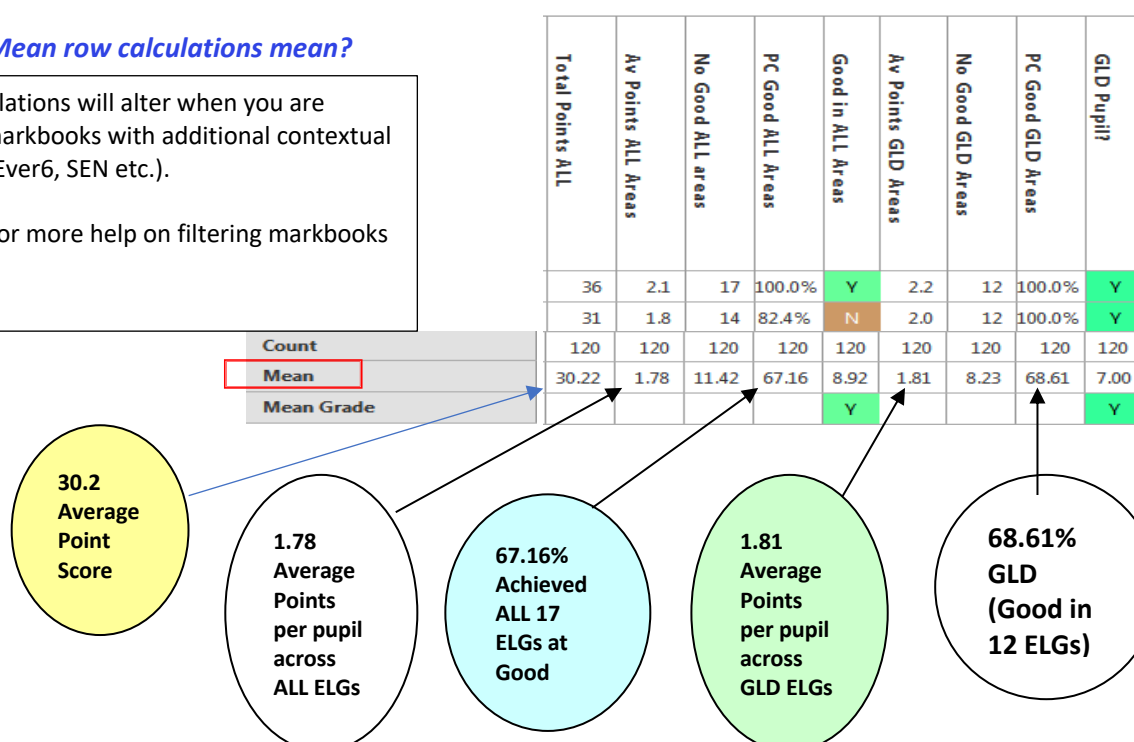 Mean row calculations mean?
lations will alter when you are
arkbooks with additional contextual
Ever6, SEN etc.).
or more help on filtering markbooks
Total Points ALL
Av Points ALL Areas
No Good ALL areas
PC Good ALL Areas
Good in ALL Areas
Av Points GLD Areas
No Good GLD Areas
PC Good GLD Areas
GLD Pupil?
36 2.1 17 100.0% Y 2.2 12 100.0% Y
31 1.8 14 82.4% N 2.0 12 100.0% Y
Count 120 120 120 120 120 120 120 120 120
Mean 30.22 1.78 11.42 67.16 8.92 1.81 8.23 68.61 7.00
Mean Grade Y Y
30.2
Average
Point
Score
1.78
Average
Points
per pupil
across
ALL ELGs
67.16%
Achieved
ALL 17
ELGs at
Good
1.81
Average
Points
per pupil
across
GLD ELGs
68.61%
GLD
(Good in
12 ELGs)